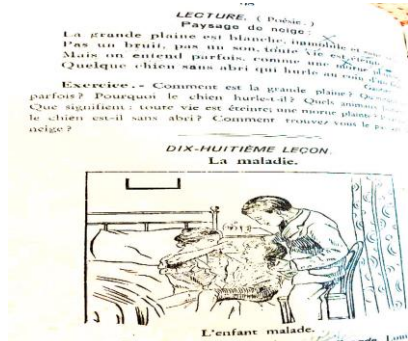 LECTURE. (Poésie.)
Paysage de neige :
La grande plaine est blanche, immobile et
Pas un bruit, pas un son, toute vie est éteinte
Mais on entend parfois, comme une morne
Quelque chien sans abri qui hurle au coin d'un
Exercice. - Comment est la grande plaine ?
parfois ? Pourquoi le chien hurle-t-il ? Quels animaux
Que signifient : toute vie est éteinte; une morne plainte
le chien est-il sans abri ? Comment trouvez vous le
neige ?
DIX-HUITIÈME LEÇON.
La maladie.
L'enfant malade.